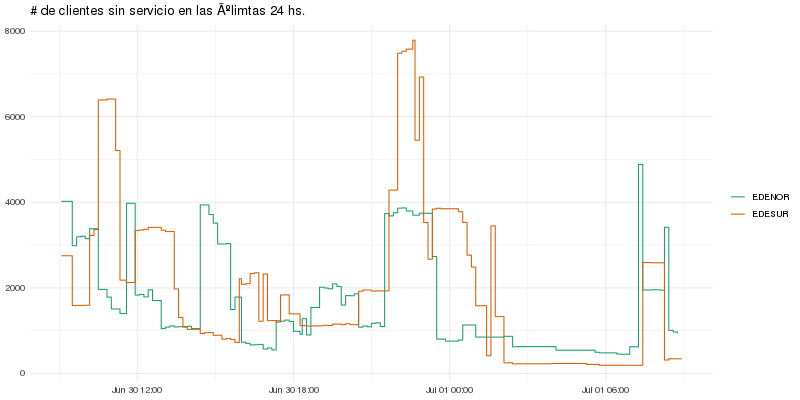 # de clientes sin servicio en las Ãºlimtas 24 hs.
8000
6000
4000
2000
0
Jun 30 12:00
Jun 30 18:00
Jul 01 00:00
Jul 01 06:00
EDENOR
EDESUR